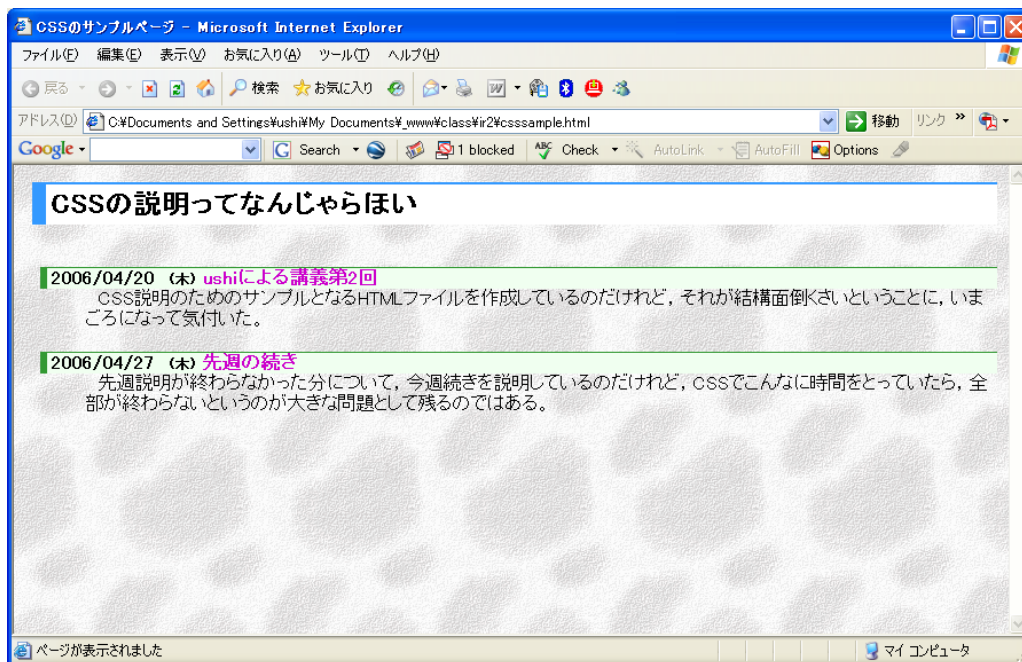 CSSのサンプルページ - Microsoft Internet Explorer
ファイル(F) 編集(E) 表示(V) お気に入り(A) ツール(T) ヘルプ(H)
戻る 検索 お気に入り
アドレス(D) C:¥Documents and Settings¥ushi¥My Documents¥_www¥class¥ir2¥csssample.html 移動 リンク »
Google Search 1 blocked ABC Check AutoLink AutoFill Options
CSSの説明ってなんじゃらほい
2006/04/20 (木) ushiによる講義第2回
CSS説明のためのサンプルとなるHTMLファイルを作成しているのだけれど, それが結構面倒くさいということに, いま
ごろになって気付いた。
2006/04/27 (木) 先週の続き
先週説明が終わらなかった分について, 今週続きを説明しているのだけれど, CSSでこんなに時間をとっていたら, 全
部が終わらないというのが大きな問題として残るのではある。
ページが表示されました マイ コンピュータ